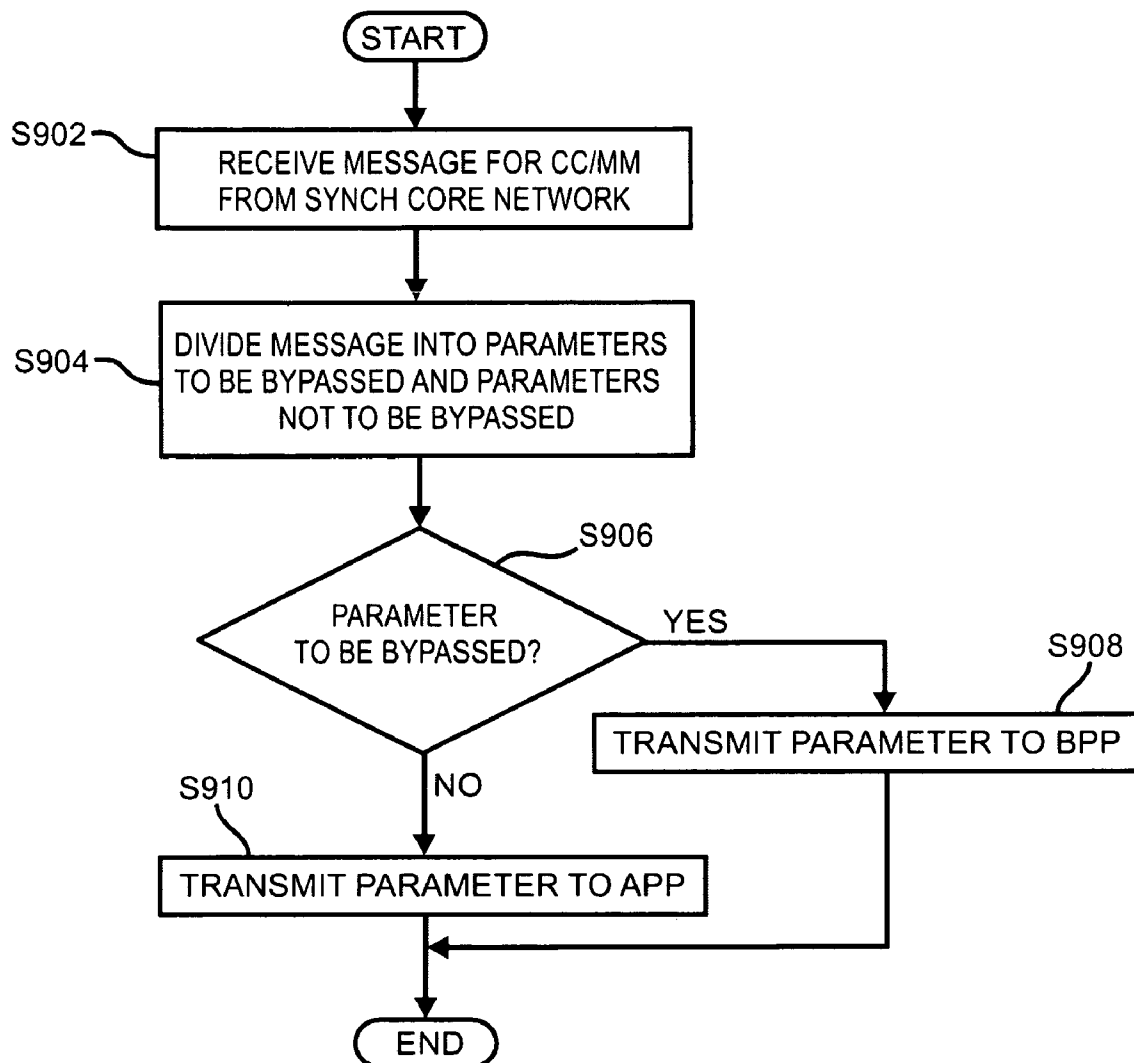 START
S902
RECEIVE MESSAGE FOR CC/MM
FROM SYNCH CORE NETWORK
S904
DIVIDE MESSAGE INTO PARAMETERS
TO BE BYPASSED AND PARAMETERS
NOT TO BE BYPASSED
S906
PARAMETER
TO BE BYPASSED?
YES
S908
TRANSMIT PARAMETER TO BPP
NO
S910
TRANSMIT PARAMETER TO APP
END